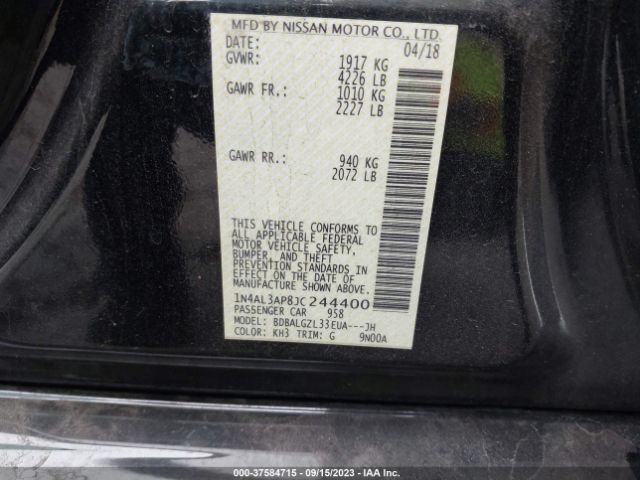 MFD BY NISSAN MOTOR CO., LTD.
DATE: 04/18
GVWR: 1917 KG
4226 LB
GAWR FR.: 1010 KG
2227 LB
GAWR RR.: 940 KG
2072 LB
THIS VEHICLE CONFORMS TO
ALL APPLICABLE FEDERAL
MOTOR VEHICLE SAFETY,
BUMPER, AND THEFT
PREVENTION STANDARDS IN
EFFECT ON THE DATE OF
MANUFACTURE SHOWN ABOVE.
1N4AL3AP8JC244400
PASSENGER CAR 958
MODEL: BDBALGZL33EUA---JH
COLOR: KH3 TRIM: G 9N00A
000-37584715 - 09/15/2023 - IAA Inc.